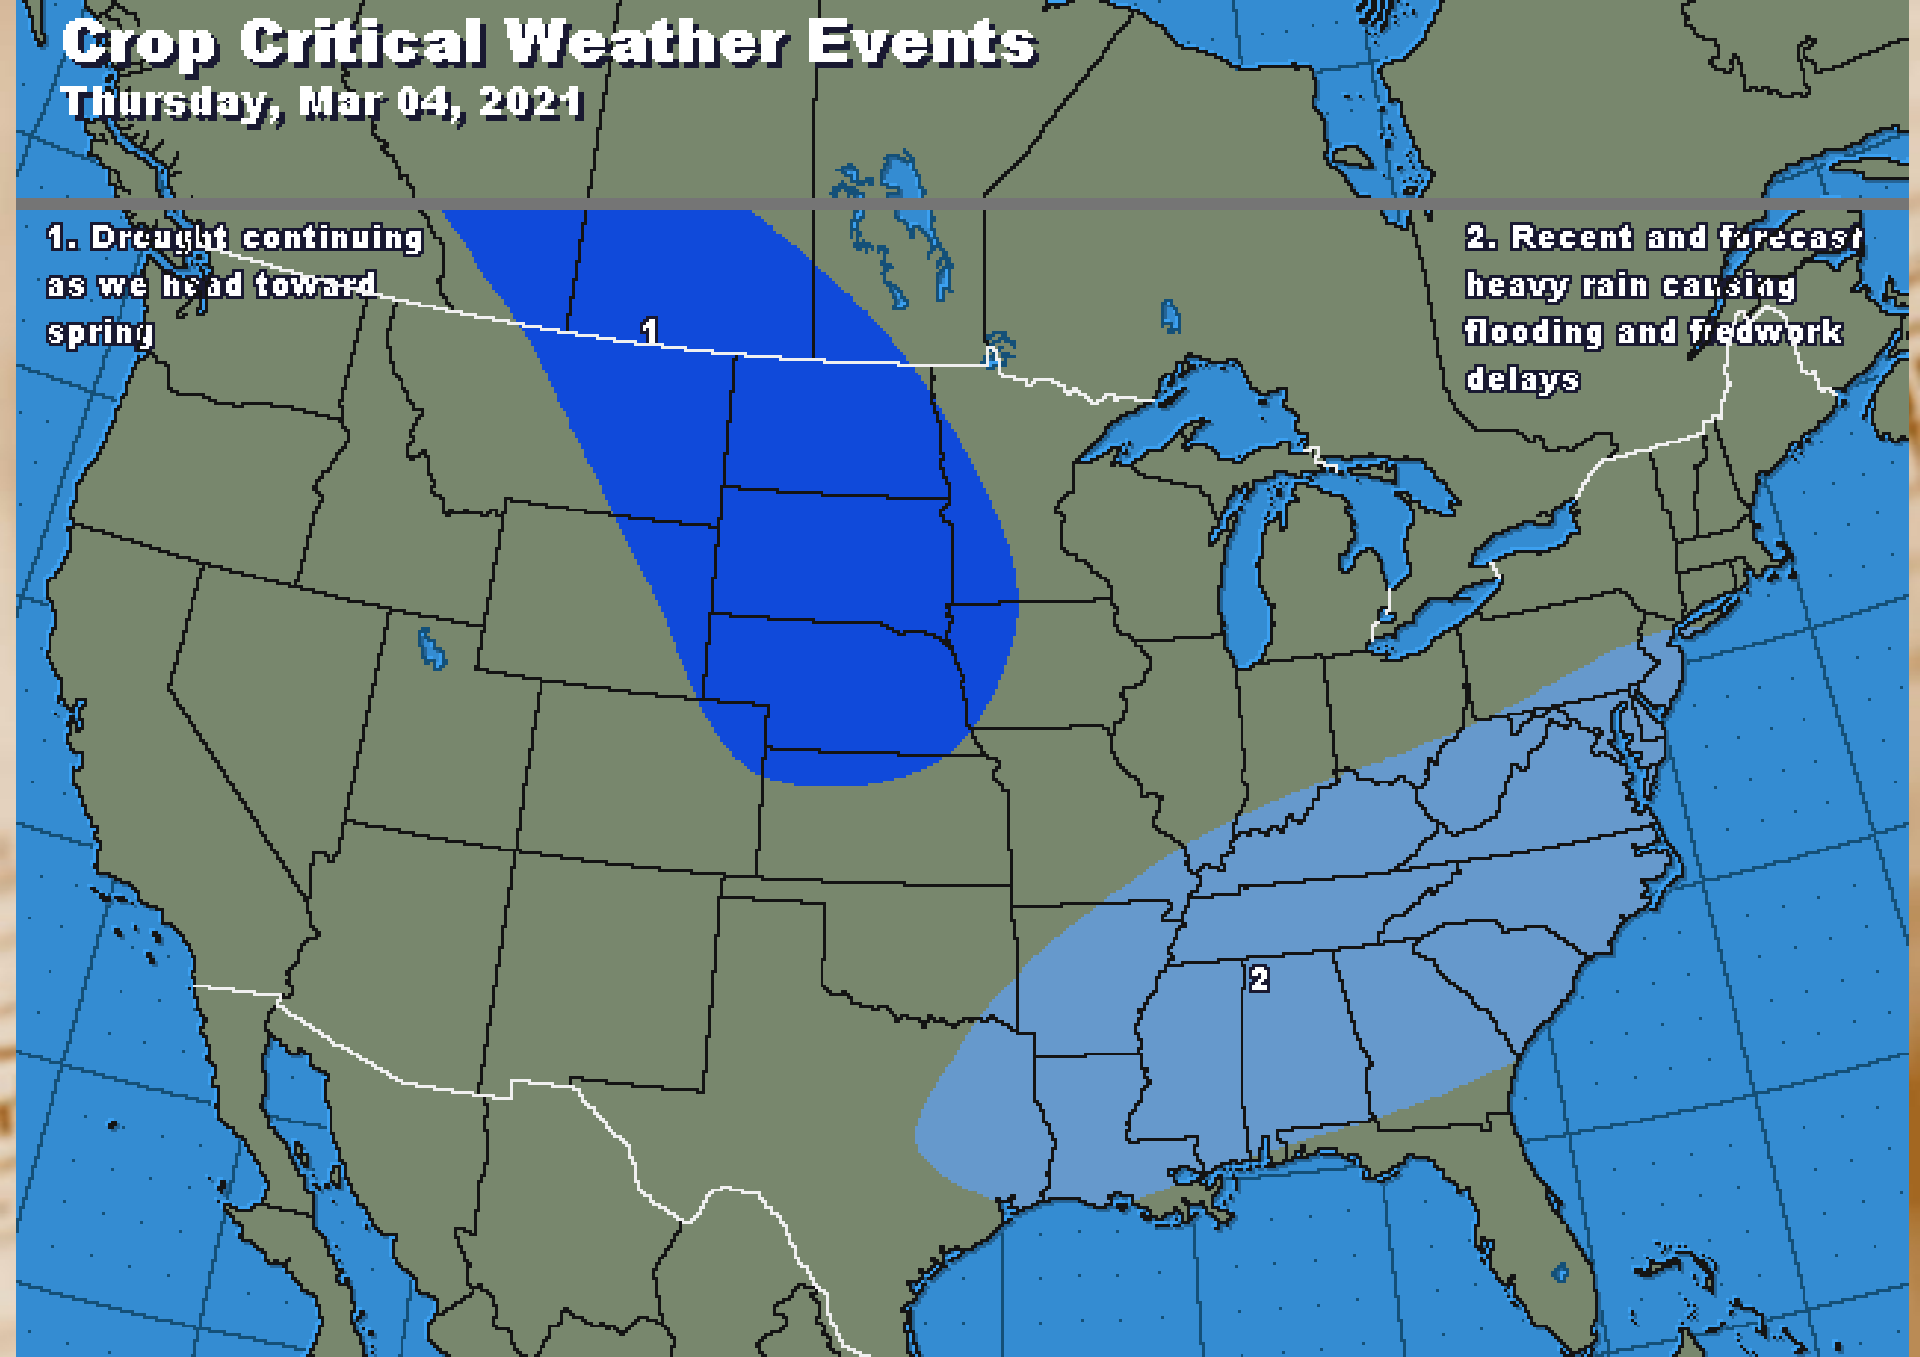 Crop Critical Weather Events
Thursday, Mar 04, 2021
1. Drought continuing
as we head toward
spring
2. Recent and forecast
heavy rain causing
flooding and fiedwork
delays
1
2